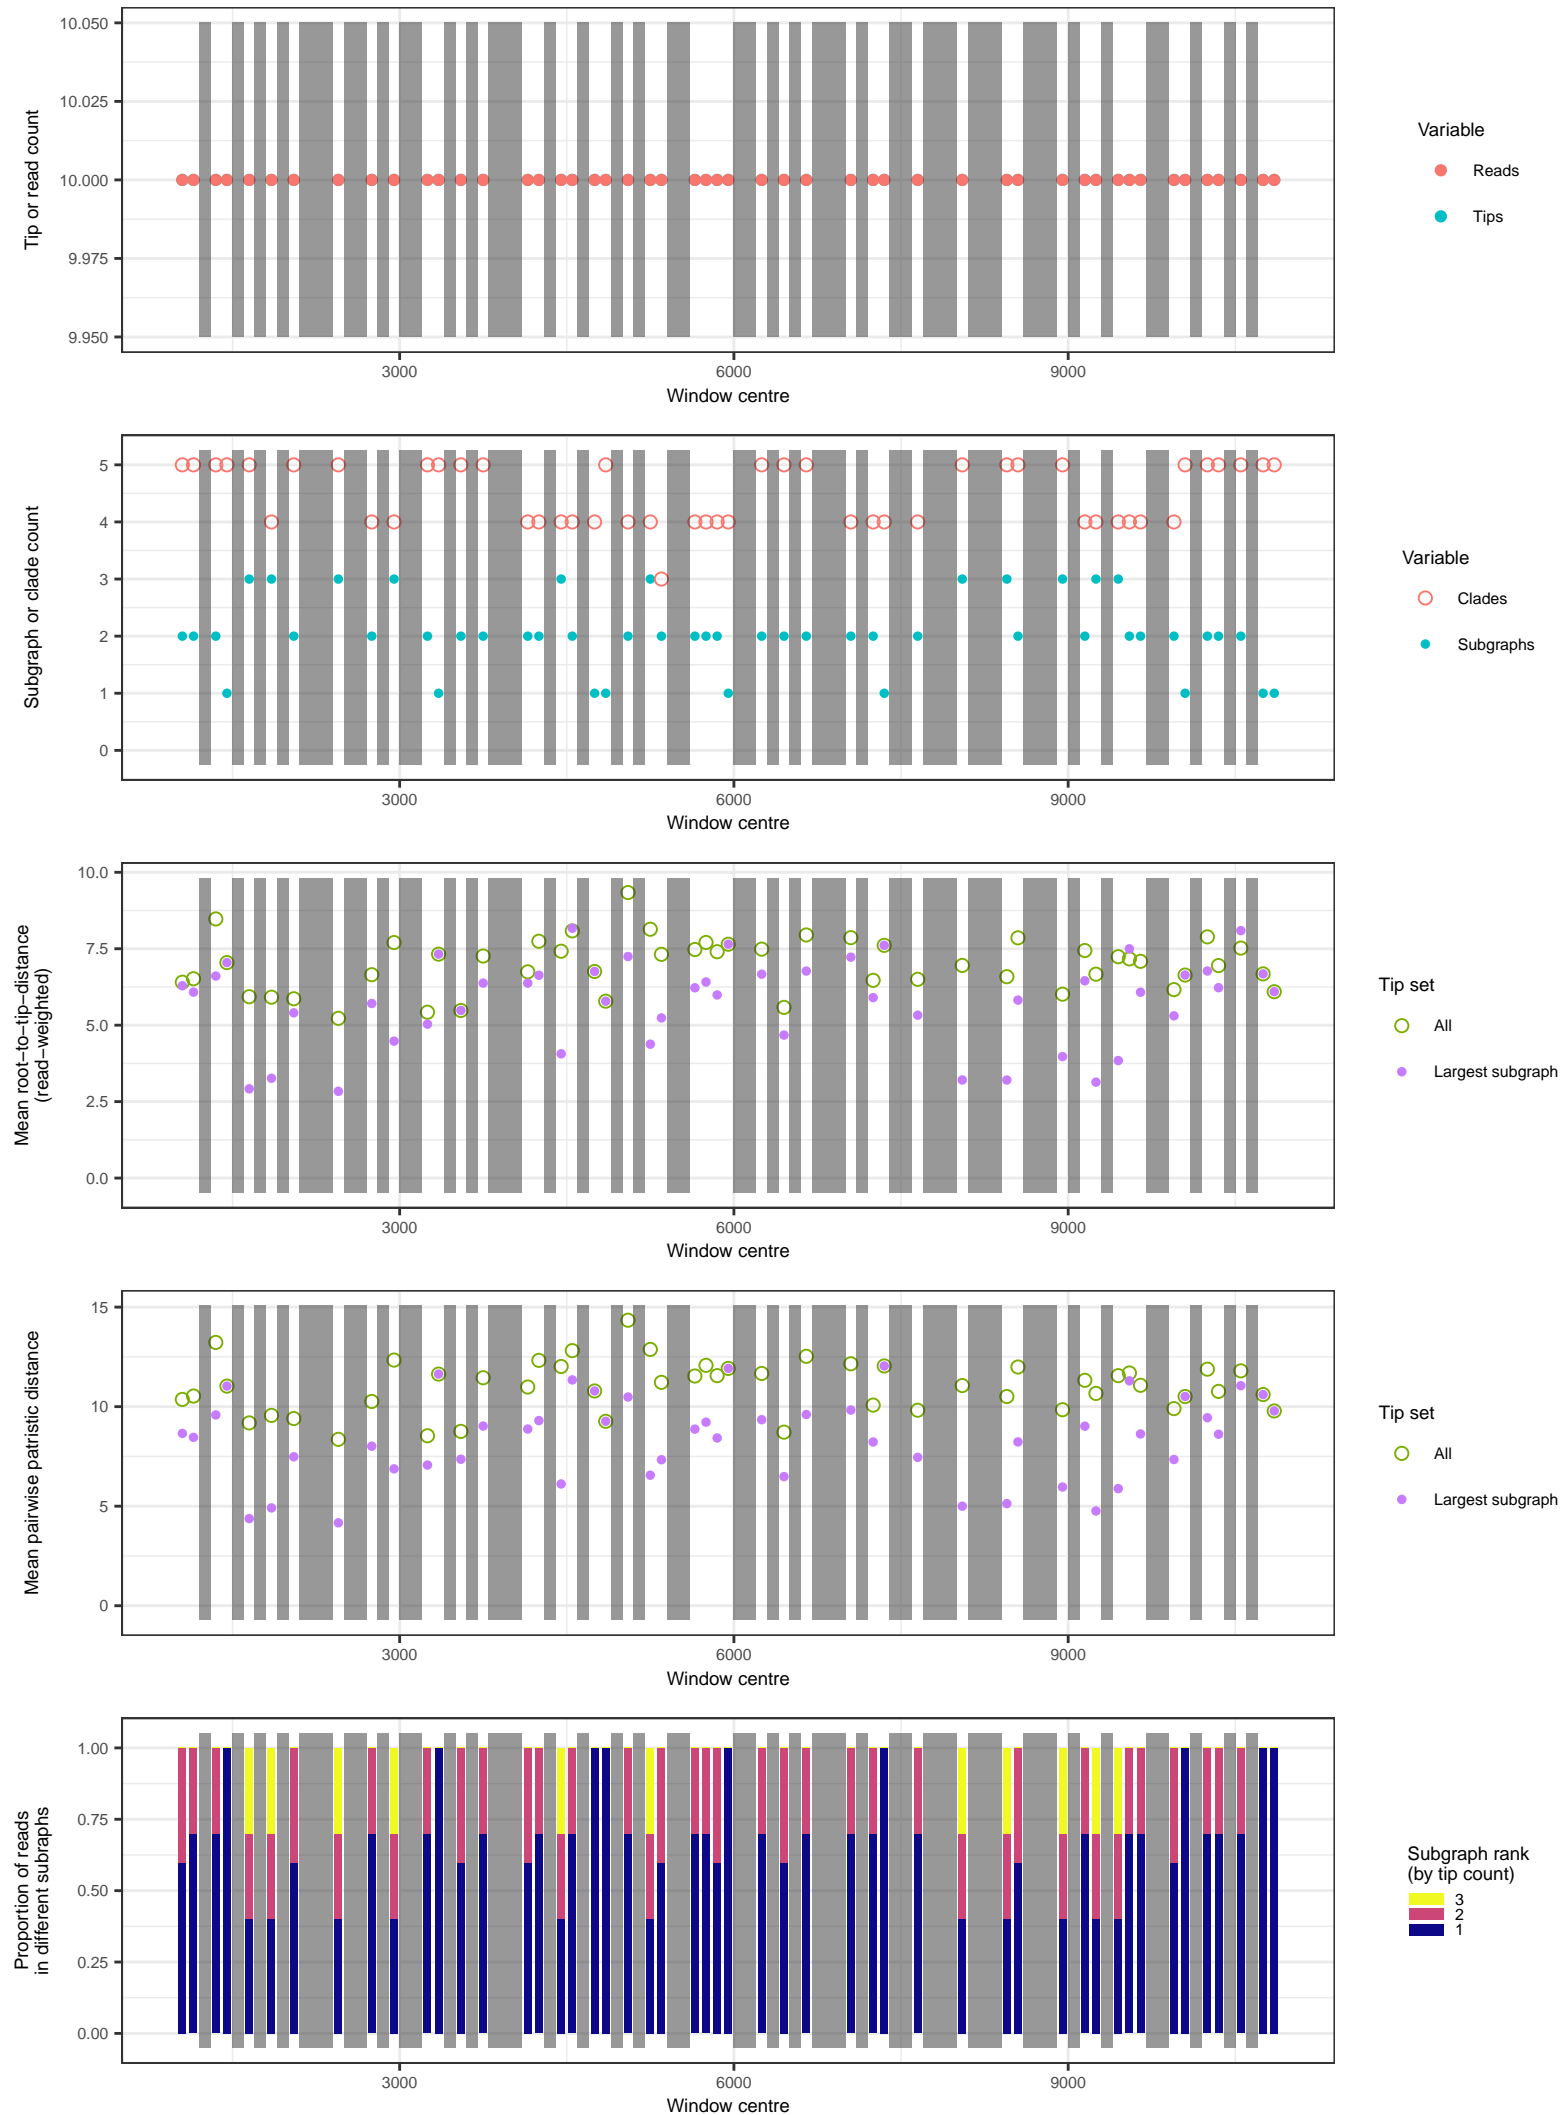 10.050
10.025
10.000
9.975
9.950
Tip or read count
3000
6000
9000
Window centre
Variable
Reads
Tips
5
4
3
2
1
0
Subgraph or clade count
3000
6000
9000
Window centre
Variable
Clades
Subgraphs
10.0
7.5
5.0
2.5
0.0
Mean root−to−tip−distance
(read−weighted)
3000
6000
9000
Window centre
Tip set
All
Largest subgraph
15
10
5
0
Mean pairwise patristic distance
3000
6000
9000
Window centre
Tip set
All
Largest subgraph
1.00
0.75
0.50
0.25
0.00
Proportion of reads
in different subraphs
3000
6000
9000
Window centre
Subgraph rank
(by tip count)
3
2
1